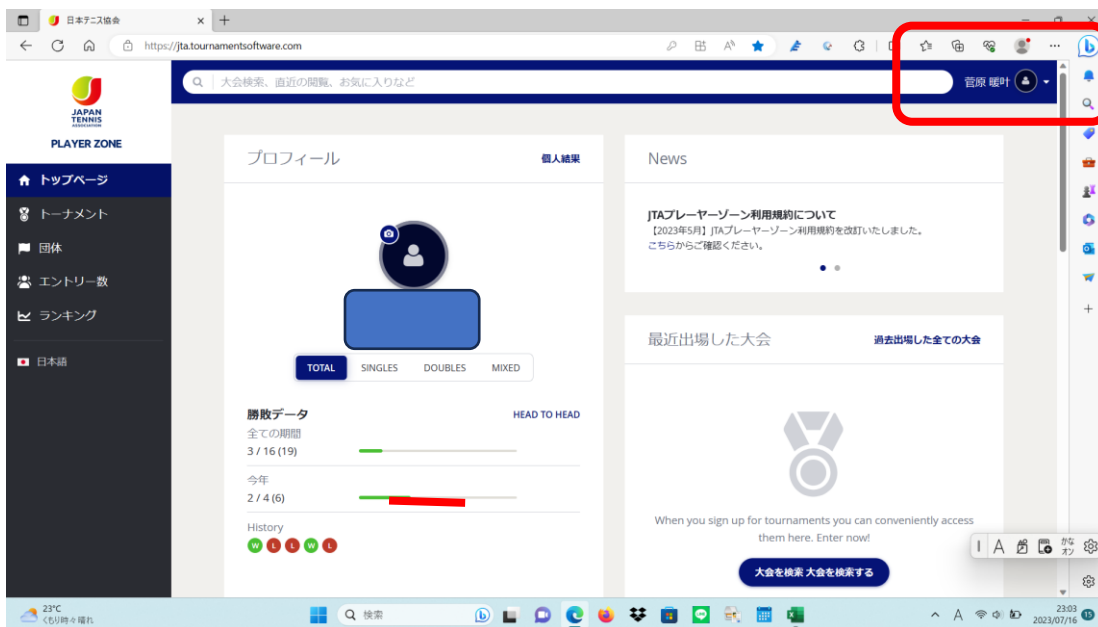 日本テニス協会
https://jta.tournamentsoftware.com
大会検索、直近の閲覧、お気に入りなど
菅原 暖叶
JAPAN
TENNIS
ASSOCIATION
PLAYER ZONE
トップページ
トーナメント
団体
エントリー数
ランキング
日本語
プロフィール
個人結果
TOTAL
SINGLES
DOUBLES
MIXED
勝敗データ
HEAD TO HEAD
全ての期間
3 / 16 (19)
今年
2 / 4 (6)
History
W L L W L
News
JTAプレーヤーゾーン利用規約について
【2023年5月】JTAプレーヤーゾーン利用規約を改訂いたしました。
こちらからご確認ください。
最近出場した大会
過去出場した全ての大会
When you sign up for tournaments you can conveniently access
them here. Enter now!
大会を検索 大会を検索する
A
かな
オン
23°C
くもり時々晴れ
検索
A
23:03
2023/07/16
15